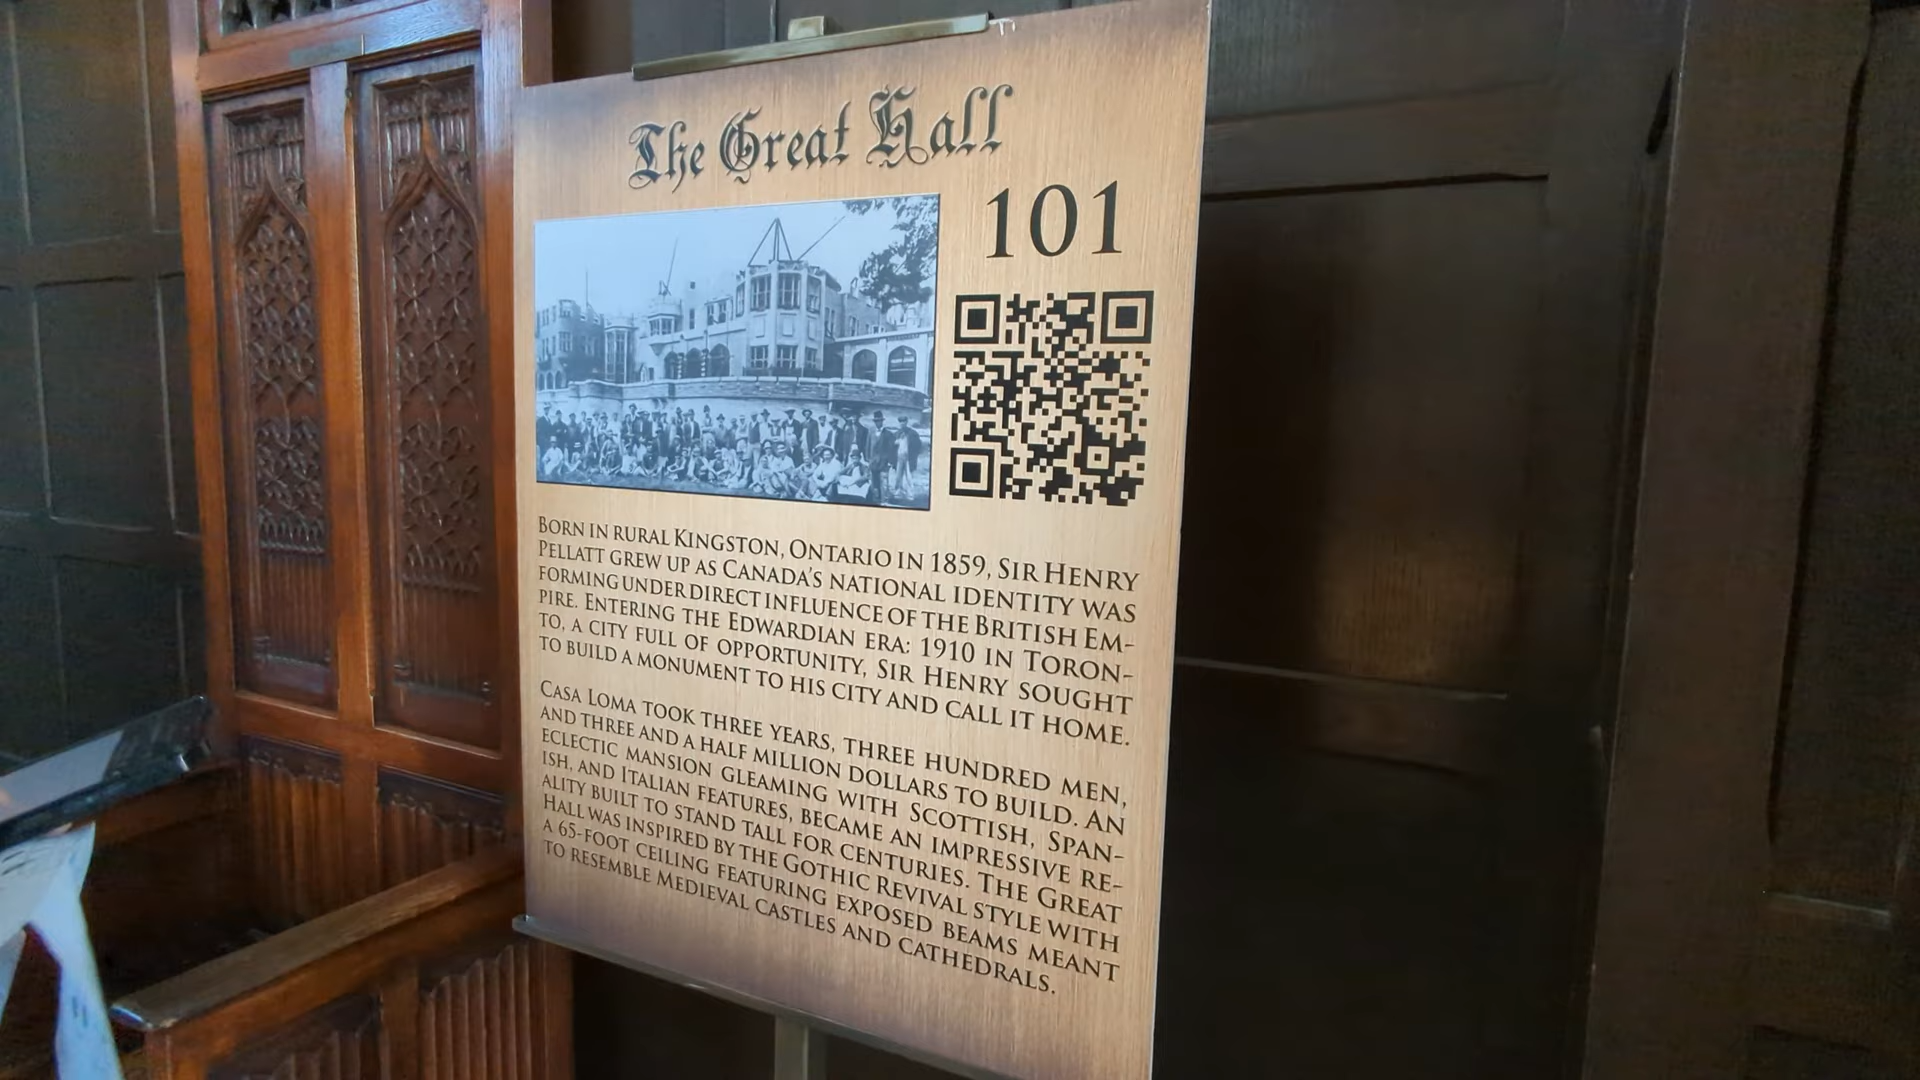 The Great Hall
101
Born in rural Kingston, Ontario in 1859, Sir Henry
Pellatt grew up as Canada's national identity was
forming under direct influence of the British Em-
pire. Entering the Edwardian era: 1910 in Toron-
to, a city full of opportunity, Sir Henry sought
to build a monument to his city and call it home.
Casa Loma took three years, three hundred men,
and three and a half million dollars to build. An
eclectic mansion gleaming with Scottish, Span-
ish, and Italian features, became an impressive re-
ality built to stand tall for centuries. The Great
Hall was inspired by the Gothic Revival style with
a 65-foot ceiling featuring exposed beams meant
to resemble Medieval castles and cathedrals.